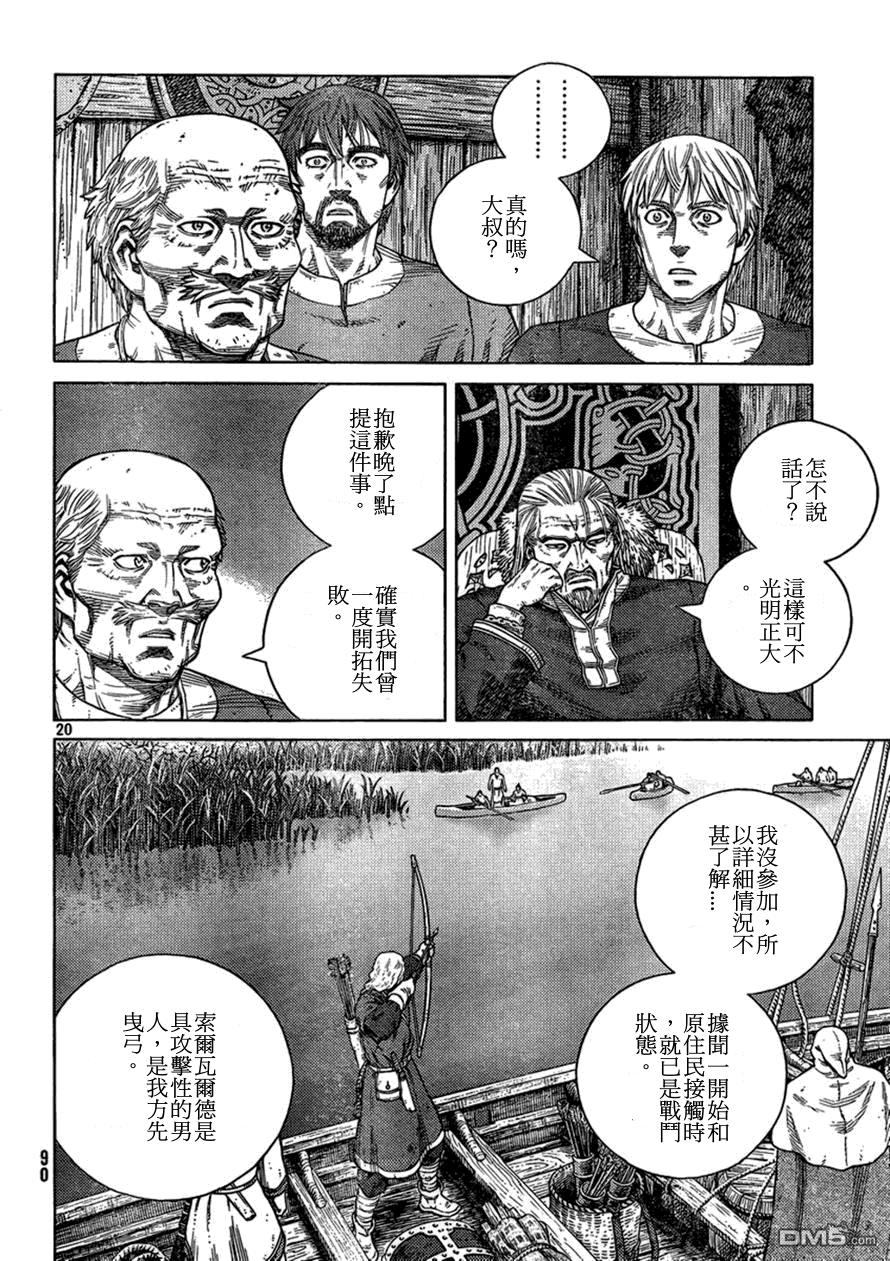 ⋯⋯⋯⋯
真的嗎，
大叔？
怎不說
話了？
這樣可不
光明正大
。
抱歉晚了點
提這件事。
確實我們曾
一度開拓失
敗。
20
我沒參加，所
以詳細情況不
甚了解…
據聞一開始和
原住民接觸時
，就已是戰鬥
狀態。
索爾瓦爾德是
具攻擊性的男
人，是我方先
曳弓。
90
DM5.com